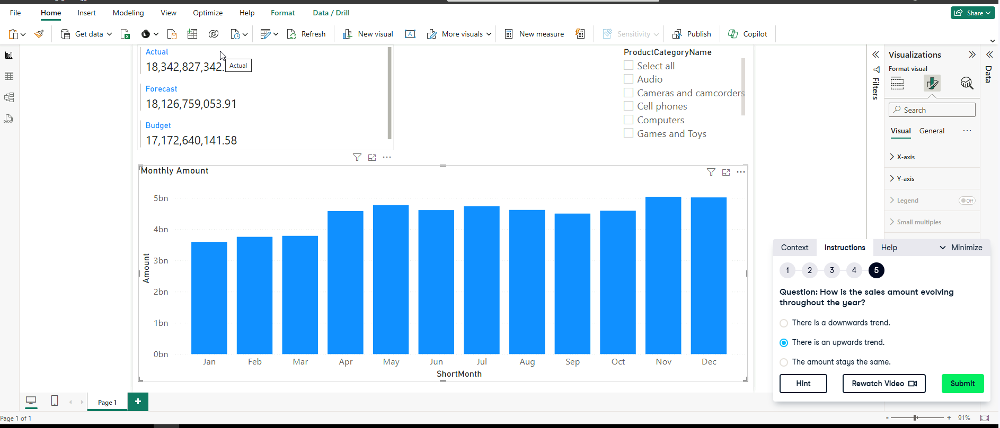 File Home Insert Modeling View Optimize Help Format Data / Drill Share
Get data Refresh New visual A More visuals New measure Sensitivity Publish Copilot
Actual
18,342,827,342.
Actual
Forecast
18,126,759,053.91
Budget
17,172,640,141.58
ProductCategoryName
Select all
Audio
Cameras and camcorders
Cell phones
Computers
Games and Toys
Monthly Amount
5bn
4bn
3bn
2bn
1bn
0bn
Amount
Jan Feb Mar Apr May Jun Jul Aug Sep Oct Nov Dec
ShortMonth
Filters
Visualizations
Format visual
Search
Visual General
X-axis
Y-axis
Legend Off
Small multiples
Data
Context Instructions Help Minimize
1 2 3 4 5
Question: How is the sales amount evolving
throughout the year?
There is a downwards trend.
There is an upwards trend.
The amount stays the same.
Hint Rewatch Video Submit
Page 1 +
Page 1 of 1
- + 91%